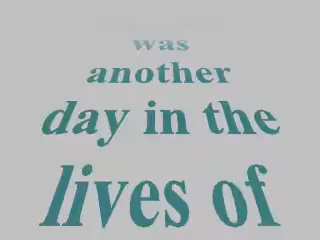 was
another
day in the
lives of